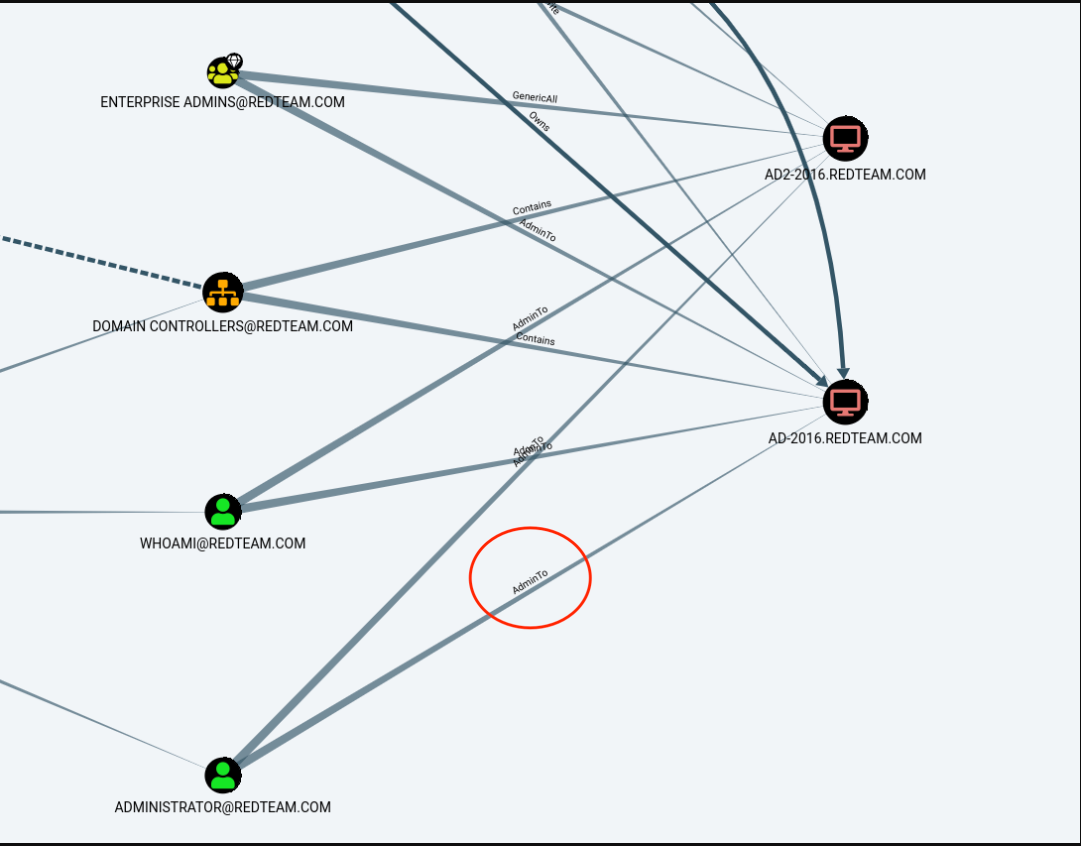 ENTERPRISE ADMINS@REDTEAM.COM
GenericAll
Owns
AD2-2016.REDTEAM.COM
Contains
AdminTo
DOMAIN CONTROLLERS@REDTEAM.COM
AdminTo
Contains
AD-2016.REDTEAM.COM
AdminTo
AdminTo
WHOAMI@REDTEAM.COM
AdminTo
ADMINISTRATOR@REDTEAM.COM